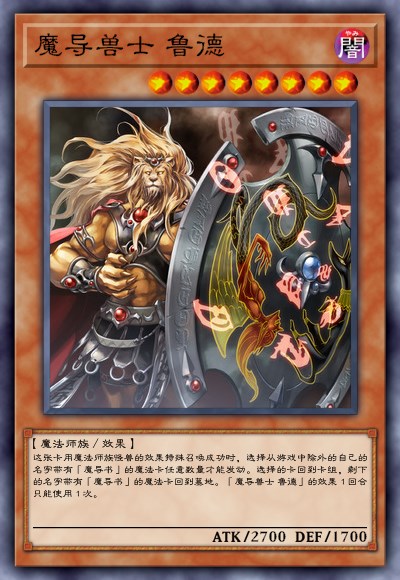 魔导兽士 鲁德
やみ
闇
【魔法师族／效果】
这张卡用魔法师族怪兽的效果特殊召唤成功时，选择从游戏中除外的自己的
名字带有「魔导书」的魔法卡任意数量才能发动。选择的卡回到卡组，剩下
的名字带有「魔导书」的魔法卡回到墓地。「魔导兽士 鲁德」的效果1回合
只能使用1次。
ATK/2700 DEF/1700